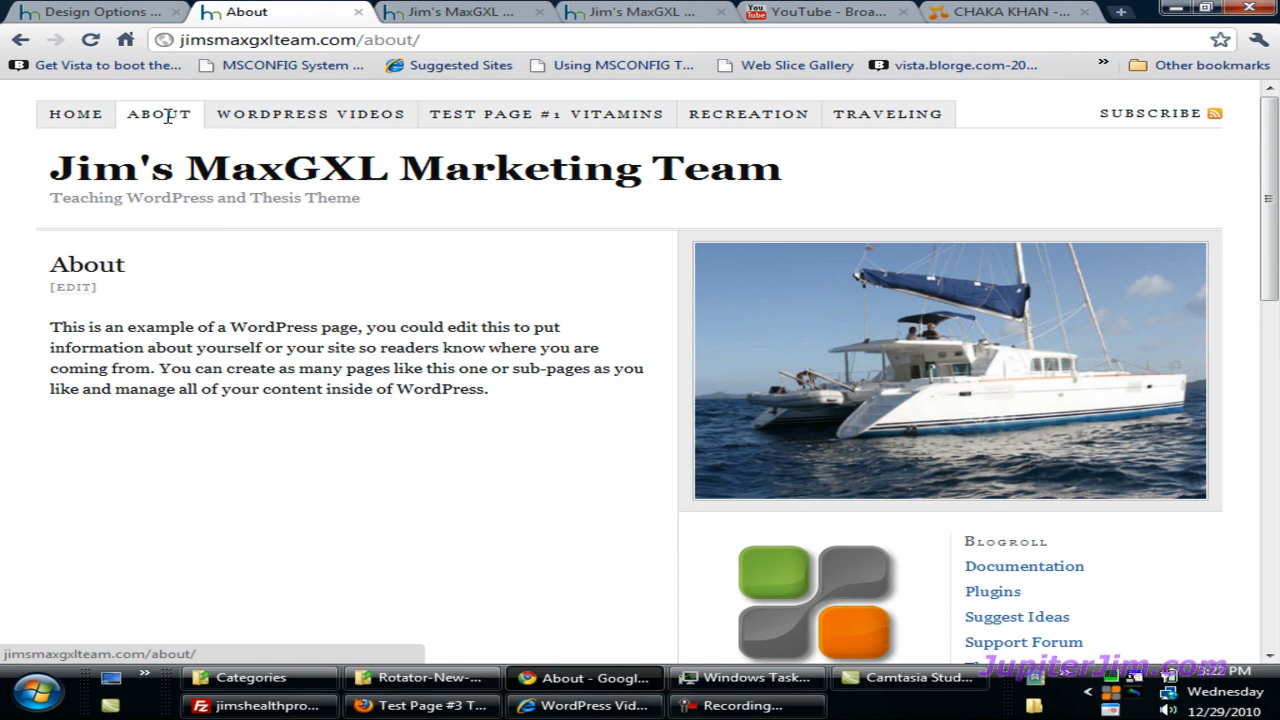 Design Options ...
About
Jim's MaxGXL ...
Jim's MaxGXL ...
YouTube - Broa...
CHAKA KHAN -...
jimsmaxgxlteam.com/about/
Get Vista to boot the...
MSCONFIG System ...
Suggested Sites
Using MSCONFIG T...
Web Slice Gallery
vista.blorge.com-20...
Other bookmarks
HOME
ABOUT
WORDPRESS VIDEOS
TEST PAGE #1 VITAMINS
RECREATION
TRAVELING
SUBSCRIBE
Jim's MaxGXL Marketing Team
Teaching WordPress and Thesis Theme
About
[EDIT]
This is an example of a WordPress page, you could edit this to put
information about yourself or your site so readers know where you are
coming from. You can create as many pages like this one or sub-pages as you
like and manage all of your content inside of WordPress.
BLOGROLL
Documentation
Plugins
Suggest Ideas
Support Forum
jimsmaxgxlteam.com/about/
JupiterJim.com
Categories
Rotator-New-...
About - Googl...
Windows Task...
Camtasia Stud...
3:22 PM
jimshealthpro...
Test Page #3 T...
WordPress Vid...
Recording...
Wednesday
12/29/2010